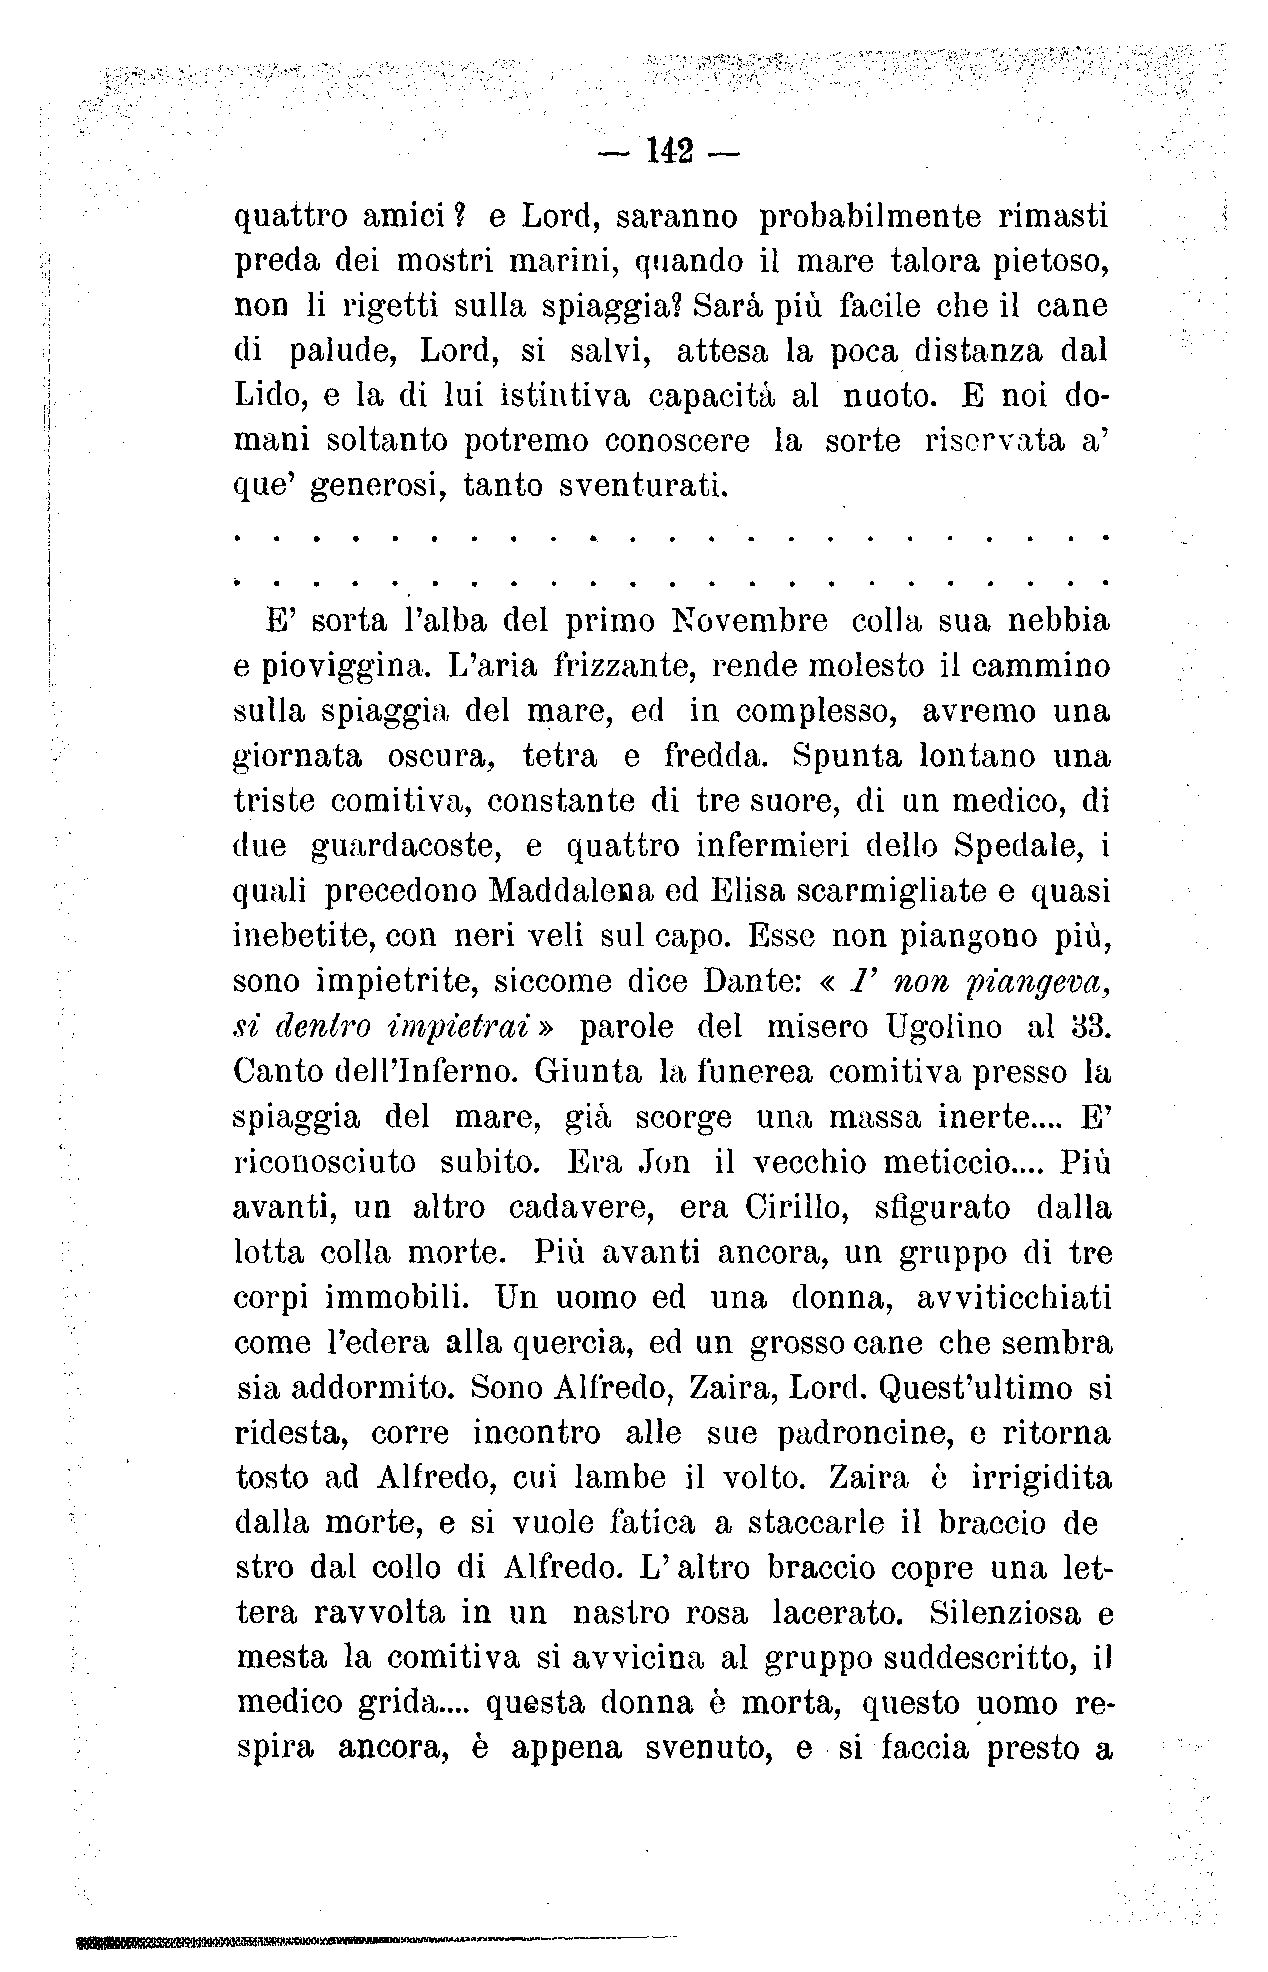 — 142 —
quattro amici? e Lord, saranno probabilmente rimasti
preda dei mostri marini, quando il mare talora pietoso,
non li rigetti sulla spiaggia? Sarà più facile che il cane
di palude, Lord, si salvi, attesa la poca distanza dal
Lido, e la di lui istintiva capacità al nuoto. E noi do-
mani soltanto potremo conoscere la sorte riservata a'
que' generosi, tanto sventurati.
. . . . . . . . . . . . . . . . . . . . . . .
. . . . . . . . . . . . . . . . . . . . . . .
E' sorta l'alba del primo Novembre colla sua nebbia
e pioviggina. L'aria frizzante, rende molesto il cammino
sulla spiaggia del mare, ed in complesso, avremo una
giornata oscura, tetra e fredda. Spunta lontano una
triste comitiva, constante di tre suore, di un medico, di
due guardacoste, e quattro infermieri dello Spedale, i
quali precedono Maddalena ed Elisa scarmigliate e quasi
inebetite, con neri veli sul capo. Esse non piangono più,
sono impietrite, siccome dice Dante: « I' non piangeva,
si dentro impietrai » parole del misero Ugolino al 33.
Canto dell'Inferno. Giunta la funerea comitiva presso la
spiaggia del mare, già scorge una massa inerte.... E'
riconosciuto subito. Era Jon il vecchio meticcio.... Più
avanti, un altro cadavere, era Cirillo, sfigurato dalla
lotta colla morte. Più avanti ancora, un gruppo di tre
corpi immobili. Un uomo ed una donna, avviticchiati
come l'edera alla quercia, ed un grosso cane che sembra
sia addormito. Sono Alfredo, Zaira, Lord. Quest'ultimo si
ridesta, corre incontro alle sue padroncine, e ritorna
tosto ad Alfredo, cui lambe il volto. Zaira è irrigidita
dalla morte, e si vuole fatica a staccarle il braccio de
stro dal collo di Alfredo. L' altro braccio copre una let-
tera ravvolta in un nastro rosa lacerato. Silenziosa e
mesta la comitiva si avvicina al gruppo suddescritto, il
medico grida.... questa donna è morta, questo uomo re-
spira ancora, è appena svenuto, e si faccia presto a